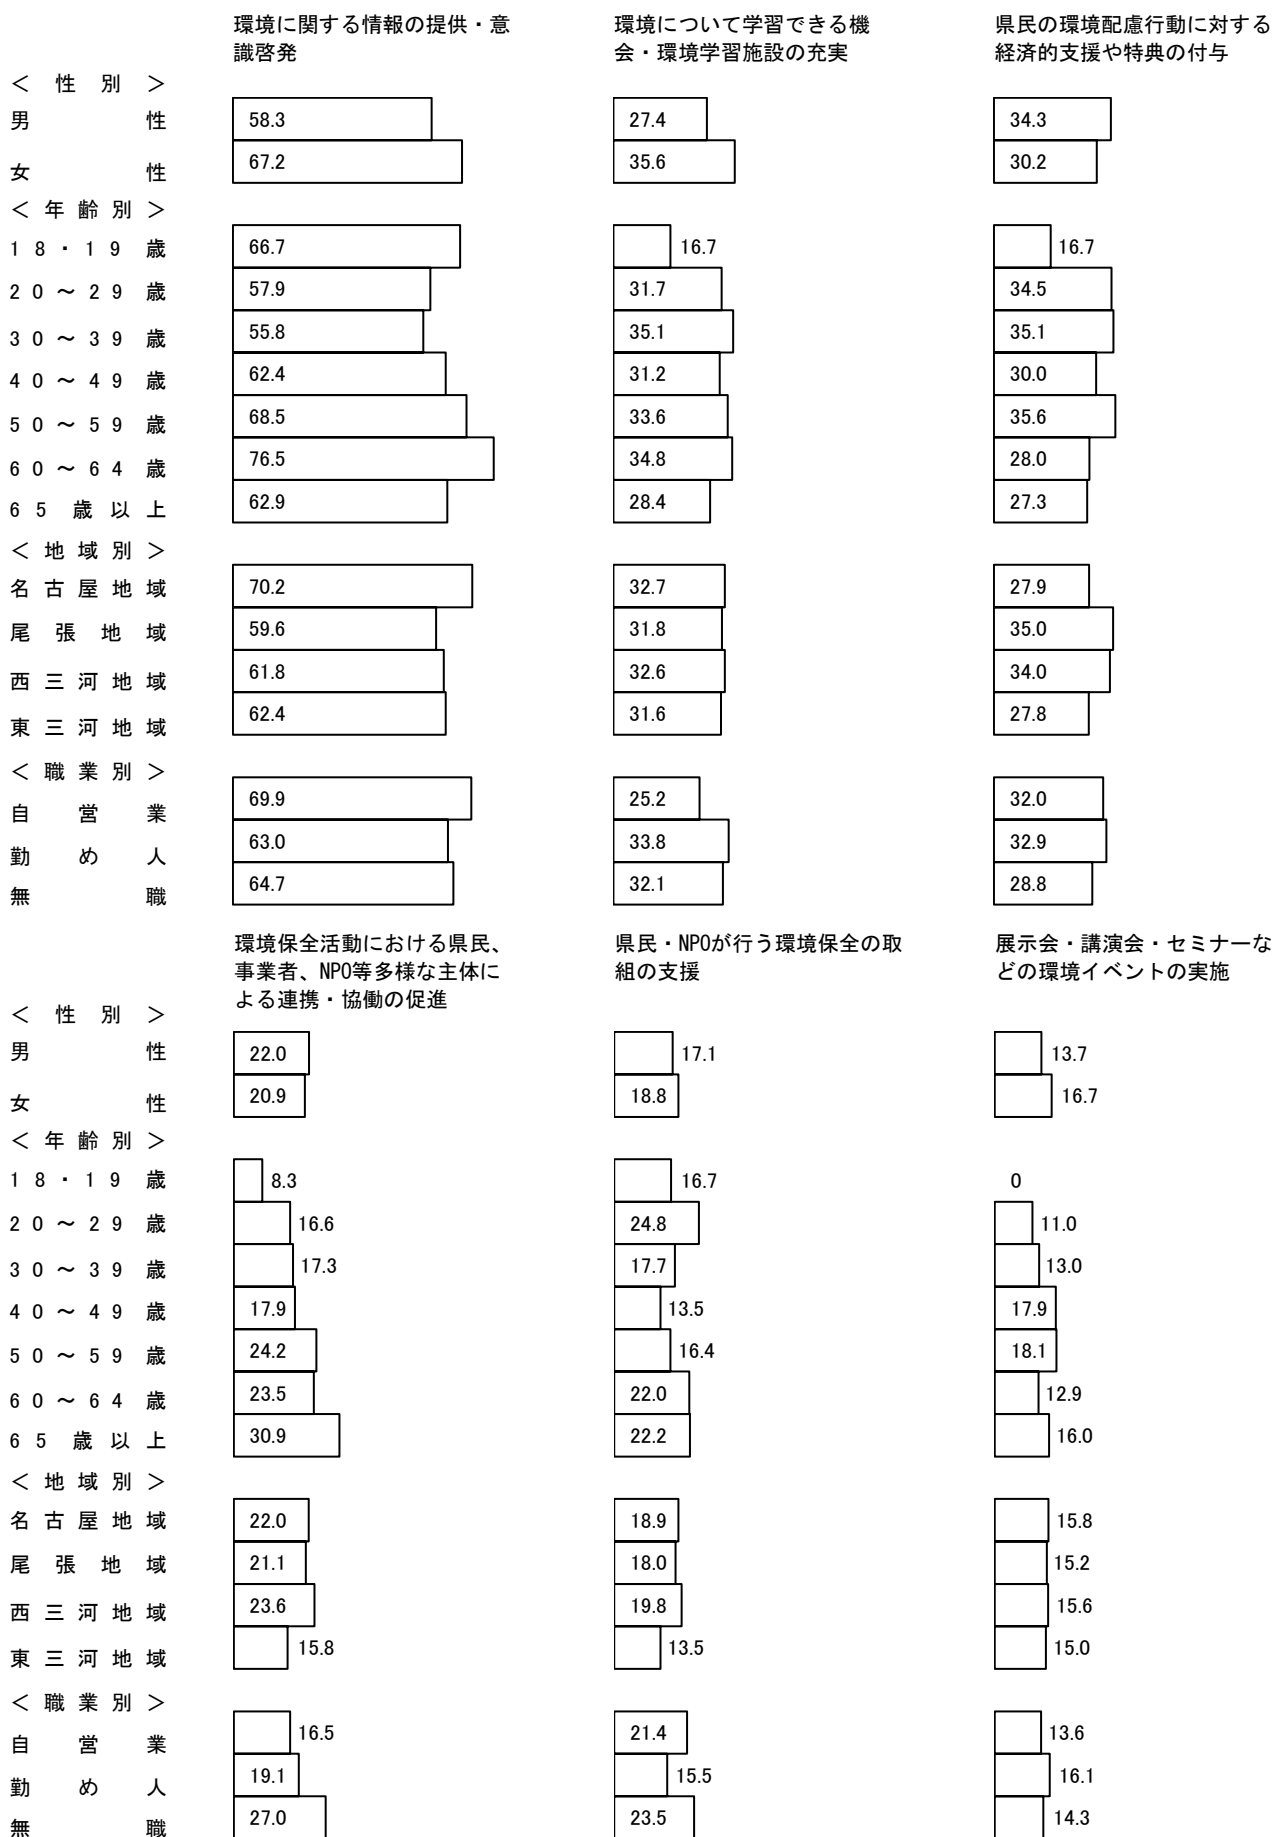 環境に関する情報の提供・意 環境について学習できる機 県民の環境配慮行動に対する
識啓発 会・環境学習施設の充実 経済的支援や特典の付与
＜性別＞
男性 58.3 27.4 34.3
女性 67.2 35.6 30.2
＜年齢別＞
18・19歳 66.7 16.7 16.7
20～29歳 57.9 31.7 34.5
30～39歳 55.8 35.1 35.1
40～49歳 62.4 31.2 30.0
50～59歳 68.5 33.6 35.6
60～64歳 76.5 34.8 28.0
65歳以上 62.9 28.4 27.3
＜地域別＞
名古屋地域 70.2 32.7 27.9
尾張地域 59.6 31.8 35.0
西三河地域 61.8 32.6 34.0
東三河地域 62.4 31.6 27.8
＜職業別＞
自営業 69.9 25.2 32.0
勤め人 63.0 33.8 32.9
無職 64.7 32.1 28.8
環境保全活動における県民、 県民・NPOが行う環境保全の取 展示会・講演会・セミナーな
事業者、NPO等多様な主体に 組の支援 どの環境イベントの実施
よる連携・協働の促進
＜性別＞
男性 22.0 17.1 13.7
女性 20.9 18.8 16.7
＜年齢別＞
18・19歳 8.3 16.7 0
20～29歳 16.6 24.8 11.0
30～39歳 17.3 17.7 13.0
40～49歳 17.9 13.5 17.9
50～59歳 24.2 16.4 18.1
60～64歳 23.5 22.0 12.9
65歳以上 30.9 22.2 16.0
＜地域別＞
名古屋地域 22.0 18.9 15.8
尾張地域 21.1 18.0 15.2
西三河地域 23.6 19.8 15.6
東三河地域 15.8 13.5 15.0
＜職業別＞
自営業 16.5 21.4 13.6
勤め人 19.1 15.5 16.1
無職 27.0 23.5 14.3